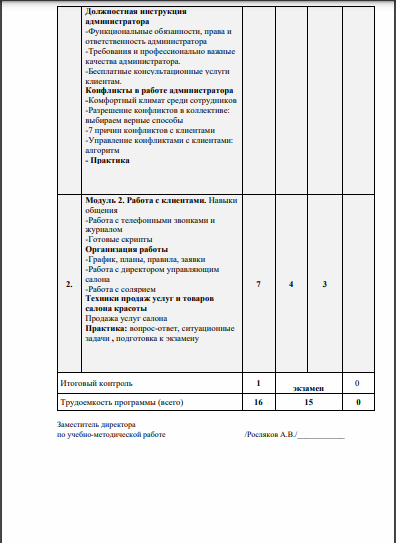 Должностная инструкция
администратора
-Функциональные обязанности, права и
ответственность администратора
-Требования и профессионально важные
качества администратора.
-Бесплатные консультационные услуги
клиентам.
Конфликты в работе администратора
-Комфортный климат среди сотрудников
-Разрешение конфликтов в коллективе:
выбираем верные способы
-7 причин конфликтов с клиентами
-Управление конфликтами с клиентами:
алгоритм
- Практика
Модуль 2. Работа с клиентами. Навыки
общения
-Работа с телефонными звонками и
журналом
-Готовые скрипты
Организация работы
-График, планы, правила, заявки
2. -Работа с директором управляющим 7 4 3
салона
-Работа с солярием
Техники продаж услуг и товаров
салона красоты
Продажа услуг салона
Практика: вопрос-ответ, ситуационные
задачи , подготовка к экзамену
Итоговый контроль 1 экзамен 0
Трудоемкость программы (всего) 16 15 0
Заместитель директора
по учебно-методической работе /Росляков А.В./____________